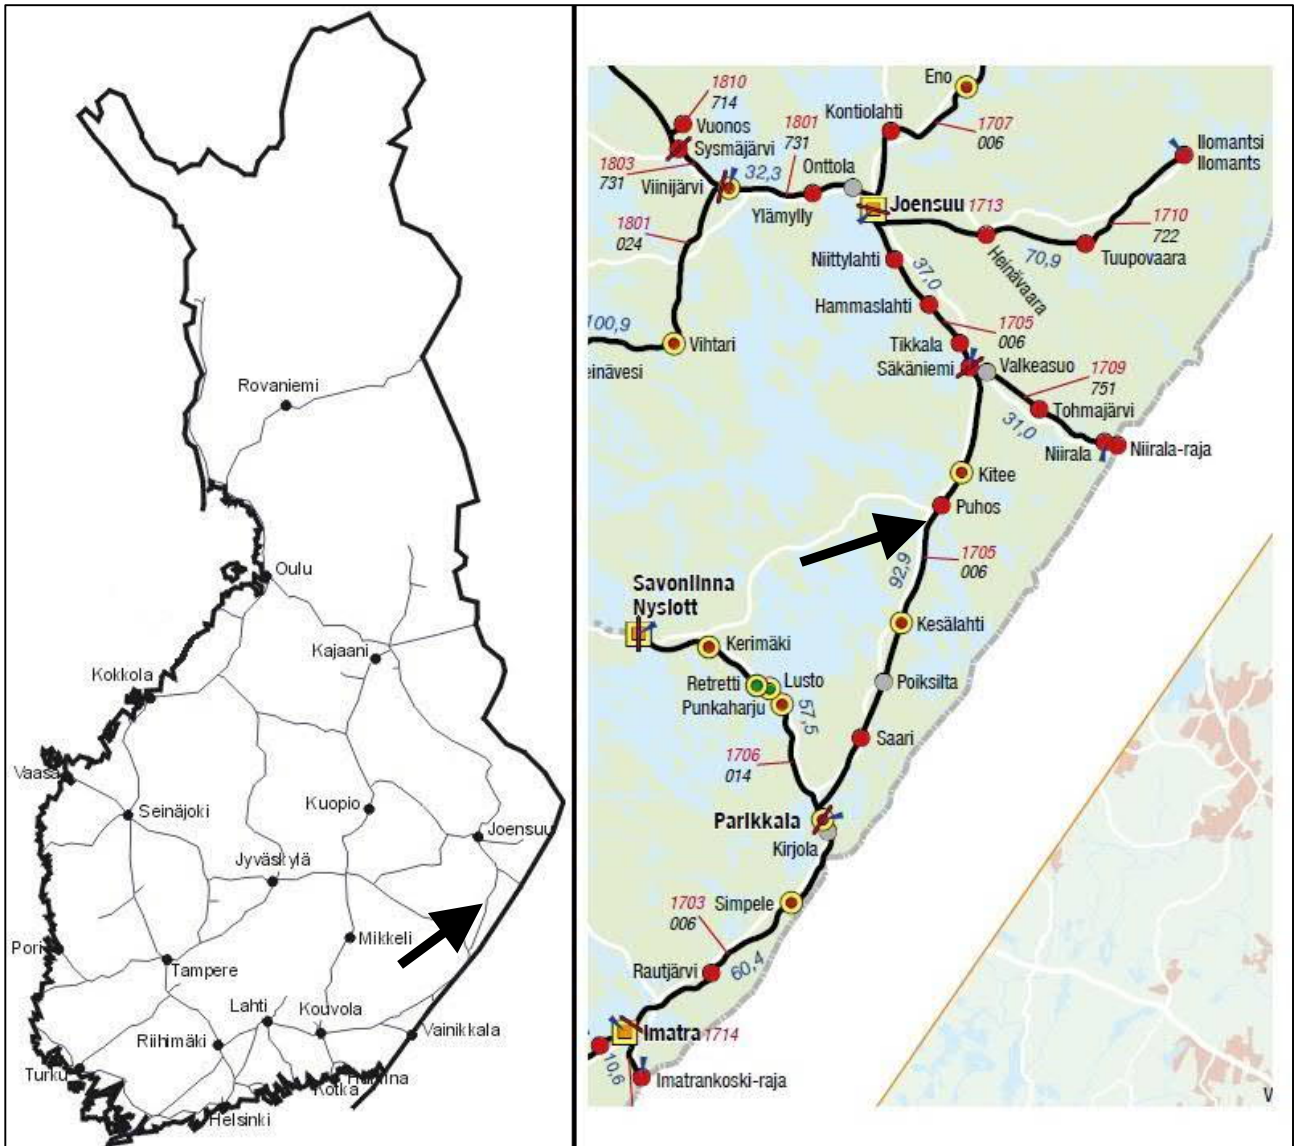 Rovaniemi
Oulu
Kajaani
Kokkola
Vaasa
Seinäjoki
Kuopio
Joensuu
Jyväskylä
Mikkeli
Pori
Tampere
Lahti
Kouvola
Riihimäki
Vainikkala
Turku
Kotka
Helsinki
Eno
1810
714
Vuonos
Kontiolahti
1801
731
1707
006
Sysmäjärvi
Onttola
Ilomantsi
Ilomants
1803
731
Viinijärvi
32,3
Ylämylly
Joensuu 1713
1710
722
1801
024
Niittylahti
37,0
Heinävaara
70,9
Tuupovaara
Hammaslahti
100,9
Vihtari
einävesi
1705
006
Tikkala
Säkäniemi
Valkeasuo
1709
751
Tohmajärvi
31,0
Niirala
Niirala-raja
Kitee
Puhos
92,9
1705
006
Savonlinna
Nyslott
Kesälahti
Kerimäki
Retretti
Lusto
Punkaharju
57,5
Poiksilta
Saari
1706
014
Parikkala
Kirjola
Simpele
1703
006
Rautjärvi
60,4
Imatra 1714
10,6
Imatrankoski-raja
V